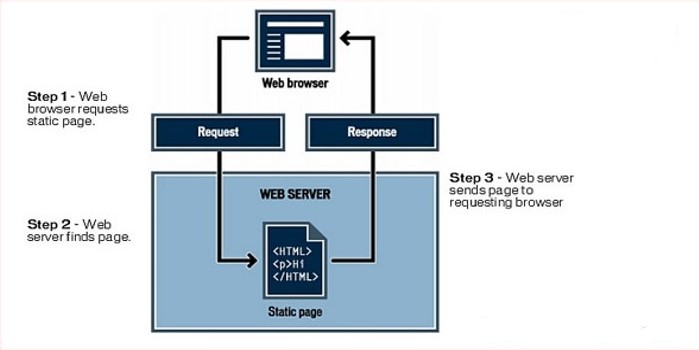 Web browser
Step 1 - Web
browser requests
static page.
Request
Response
Step 3 - Web server
sends page to
requesting browser
WEB SERVER
Step 2 - Web
server finds page.
<HTML>
<p>Hi
</HTML>
Static page